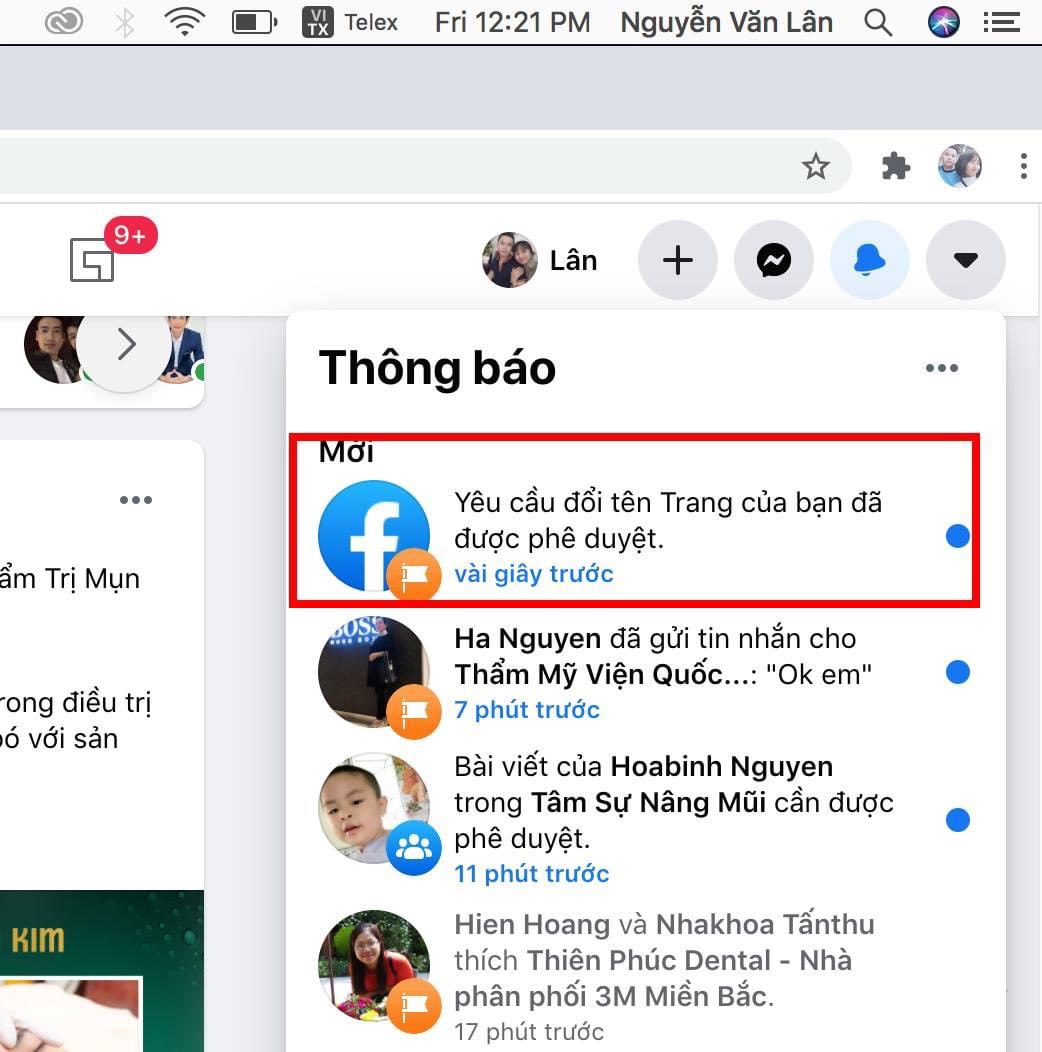 VI
TX
Telex
Fri 12:21 PM
Nguyễn Văn Lân
9+
Lân
Thông báo
Mới
Yêu cầu đổi tên Trang của bạn đã
được phê duyệt.
vài giây trước
Ha Nguyen đã gửi tin nhắn cho
Thẩm Mỹ Viện Quốc...: "Ok em"
7 phút trước
Bài viết của Hoabinh Nguyen
trong Tâm Sự Nâng Mũi cần được
phê duyệt.
11 phút trước
Hien Hoang và Nhakhoa Tấnthu
thích Thiên Phúc Dental - Nhà
phân phối 3M Miền Bắc.
17 phút trước
Trị Mụn
điều trị
với sản
KIM
BOSS
HUGO BOSS